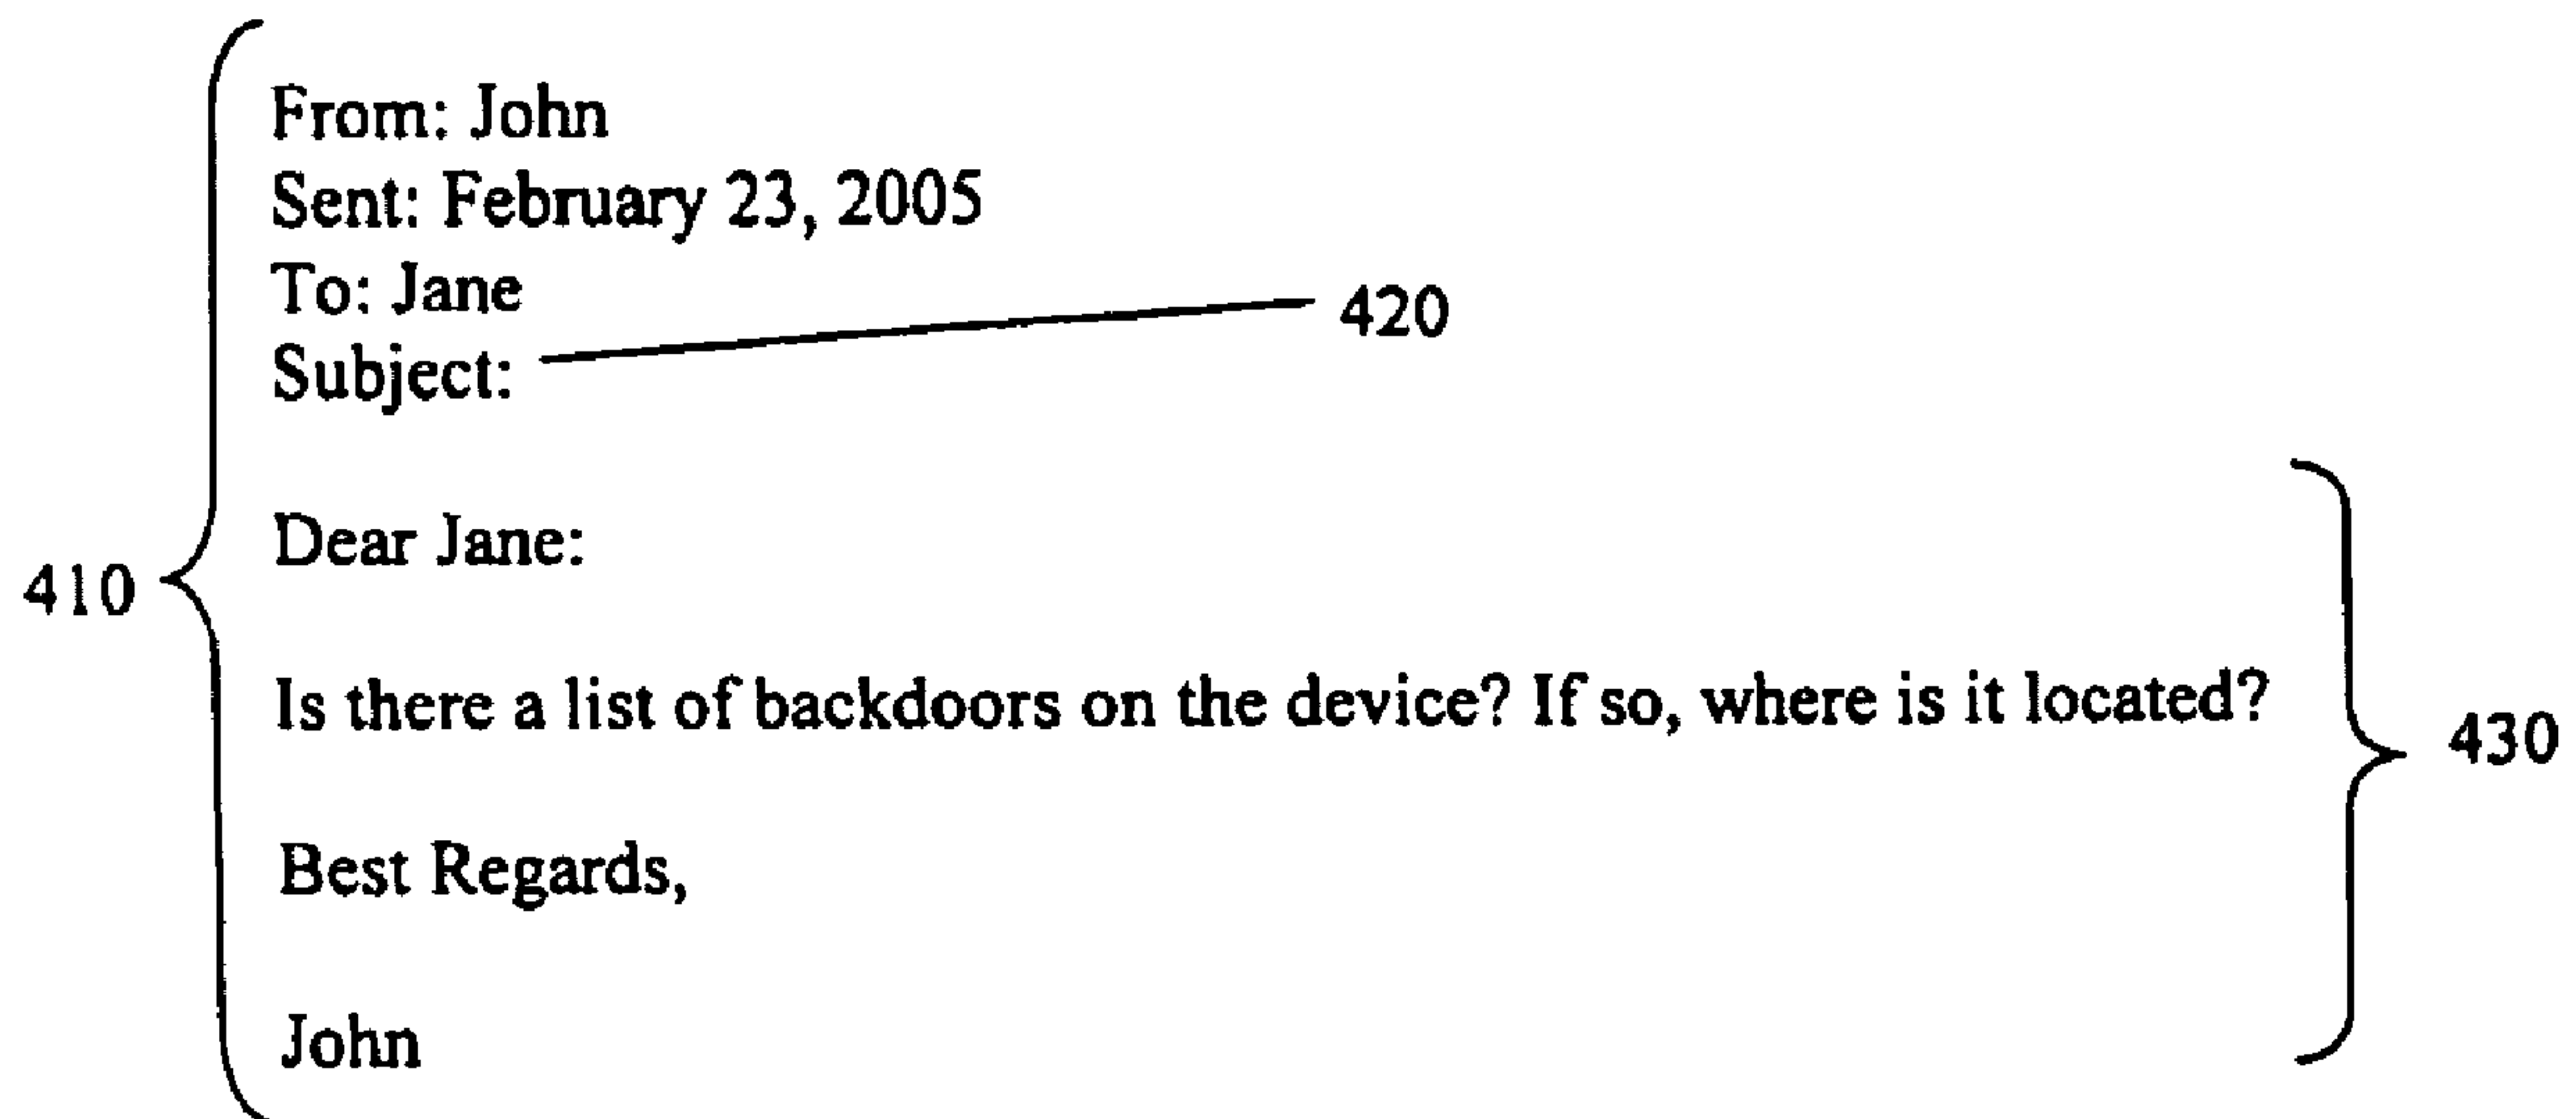 From: John
Sent: February 23, 2005
To: Jane
420
Subject:
Dear Jane:
410
Is there a list of backdoors on the device? If so, where is it located?
430
Best Regards,
John